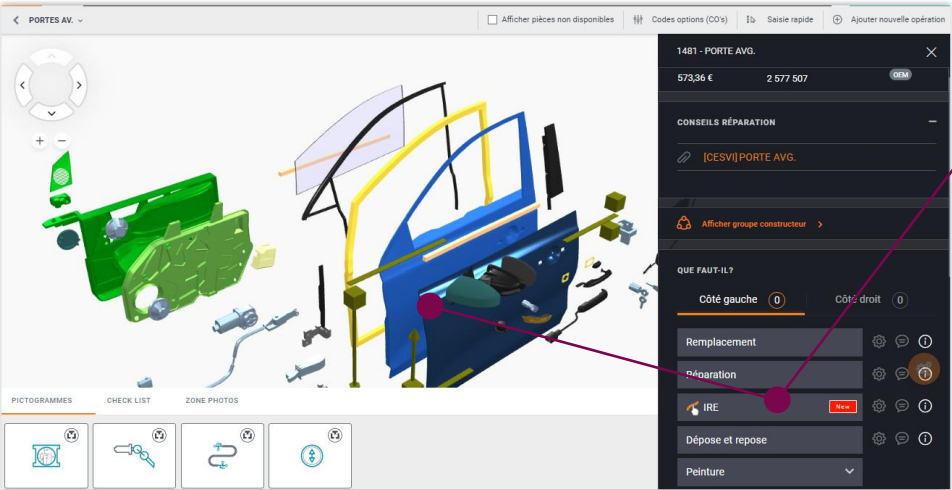 PORTES AV.
Afficher pièces non disponibles
Codes options (CO's)
Saisie rapide
Ajouter nouvelle opération
1481 - PORTE AVG.
573,36 € 2 577 507 OEM
CONSEILS RÉPARATION
[CESVI] PORTE AVG.
Afficher groupe constructeur
QUE FAUT-IL?
Côté gauche 0 Côté droit 0
Remplacement
Réparation
IRE New
Dépose et repose
Peinture
PICTOGRAMMES CHECK LIST ZONE PHOTOS